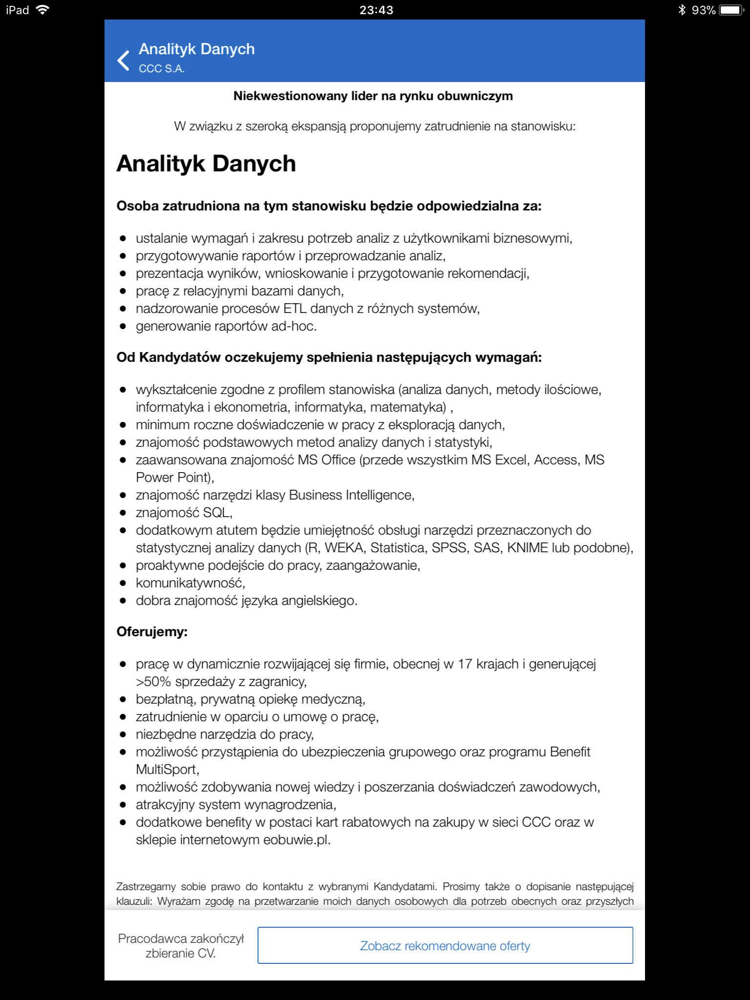 iPad
23:43
93%
Analityk Danych
CCC S.A.
Niekwestionowany lider na rynku obuwniczym
W związku z szeroką ekspansją proponujemy zatrudnienie na stanowisku:
Analityk Danych
Osoba zatrudniona na tym stanowisku będzie odpowiedzialna za:
● ustalanie wymagań i zakresu potrzeb analiz z użytkownikami biznesowymi,
● przygotowywanie raportów i przeprowadzanie analiz,
● prezentacja wyników, wnioskowanie i przygotowanie rekomendacji,
● pracę z relacyjnymi bazami danych,
● nadzorowanie procesów ETL danych z różnych systemów,
● generowanie raportów ad-hoc.
Od Kandydatów oczekujemy spełnienia następujących wymagań:
● wykształcenie zgodne z profilem stanowiska (analiza danych, metody ilościowe,
informatyka i ekonometria, informatyka, matematyka) ,
● minimum roczne doświadczenie w pracy z eksploracją danych,
● znajomość podstawowych metod analizy danych i statystyki,
● zaawansowana znajomość MS Office (przede wszystkim MS Excel, Access, MS
Power Point),
● znajomość narzędzi klasy Business Intelligence,
● znajomość SQL,
● dodatkowym atutem będzie umiejętność obsługi narzędzi przeznaczonych do
statystycznej analizy danych (R, WEKA, Statistica, SPSS, SAS, KNIME lub podobne),
● proaktywne podejście do pracy, zaangażowanie,
● komunikatywność,
● dobra znajomość języka angielskiego.
Oferujemy:
● pracę w dynamicznie rozwijającej się firmie, obecnej w 17 krajach i generującej
>50% sprzedaży z zagranicy,
● bezpłatną, prywatną opiekę medyczną,
● zatrudnienie w oparciu o umowę o pracę,
● niezbędne narzędzia do pracy,
● możliwość przystąpienia do ubezpieczenia grupowego oraz programu Benefit
MultiSport,
● możliwość zdobywania nowej wiedzy i poszerzania doświadczeń zawodowych,
● atrakcyjny system wynagrodzenia,
● dodatkowe benefity w postaci kart rabatowych na zakupy w sieci CCC oraz w
sklepie internetowym eobuwie.pl.
Zastrzegamy sobie prawo do kontaktu z wybranymi Kandydatami. Prosimy także o dopisanie następującej
klauzuli: Wyrażam zgodę na przetwarzanie moich danych osobowych dla potrzeb obecnych oraz przyszłych
Pracodawca zakończył
zbieranie CV.
Zobacz rekomendowane oferty